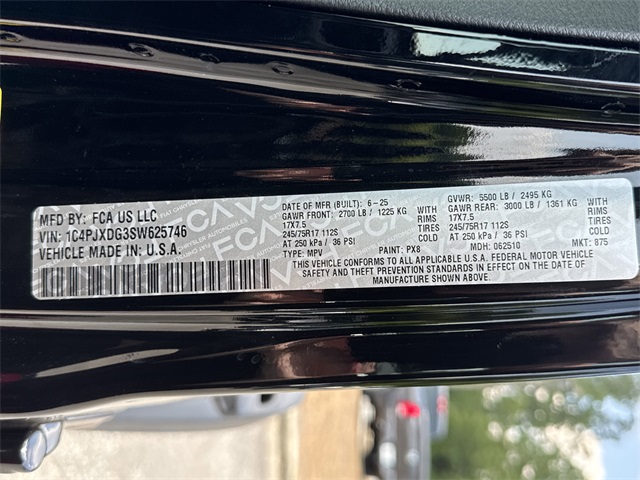 MFD BY: FCA US LLC
VIN: 1C4PJXDG3SW625746
VEHICLE MADE IN: U.S.A.
DATE OF MFR (BUILT): 6-25
GAWR FRONT: 2700 LB / 1225 KG WITH
17X7.5 RIMS
245/75R17 112S TIRES
AT 250 kPa / 36 PSI COLD
TYPE: MPV PAINT: PX8
GVWR: 5500 LB / 2495 KG
GAWR REAR: 3000 LB / 1361 KG WITH
17X7.5 RIMS
245/75R17 112S TIRES
AT 250 kPa / 36 PSI COLD
MDH: 062510 MKT: 875
THIS VEHICLE CONFORMS TO ALL APPLICABLE U.S.A. FEDERAL MOTOR VEHICLE
SAFETY AND THEFT PREVENTION STANDARDS IN EFFECT ON THE DATE OF
MANUFACTURE SHOWN ABOVE.